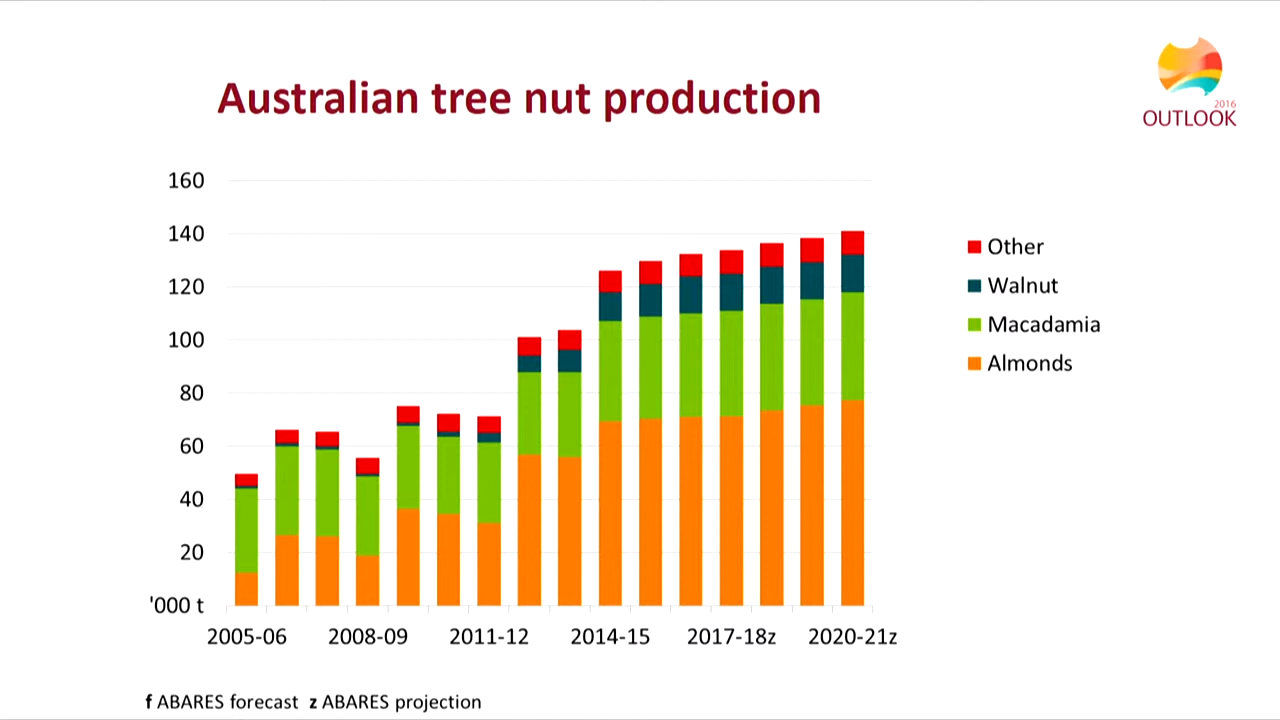 Australian tree nut production
2016
OUTLOOK
160
140
120
100
80
60
40
20
'000 t
2005-06 2008-09 2011-12 2014-15 2017-18z 2020-21z
Other
Walnut
Macadamia
Almonds
f ABARES forecast z ABARES projection